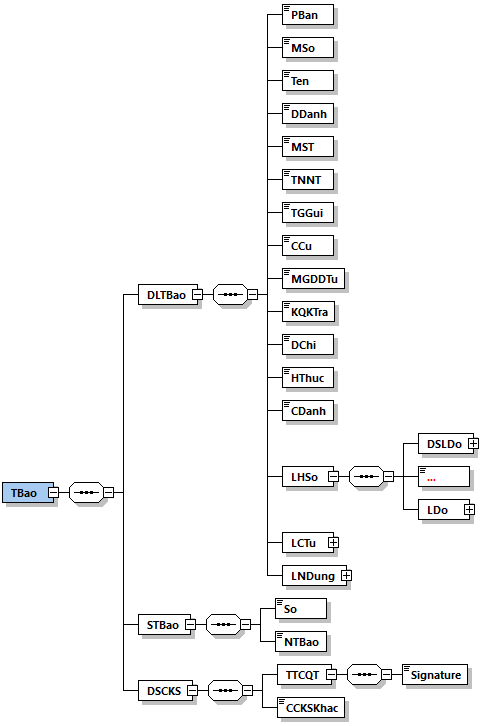 PBan
MSo
Ten
DDanh
MST
TNNT
TGGui
CCu
MGDDTu
DLTBao
KQKTra
DChi
HThuc
CDanh
DSLDo
LHSo
...
TBao
LDo
LCTu
LNDung
So
STBao
NTBao
TTCQT
Signature
DSCKS
CCKSKhac